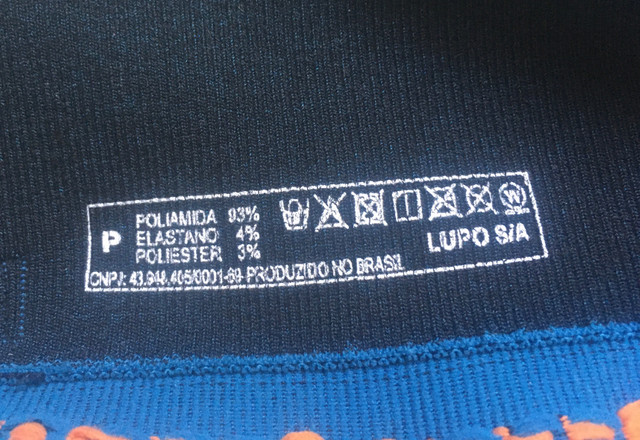 P
POLIAMIDA 93%
ELASTANO 4%
POLIESTER 3%
W
LUPO S/A
CNPJ: 43.948.405/0001-69 PRODUZIDO NO BRASIL